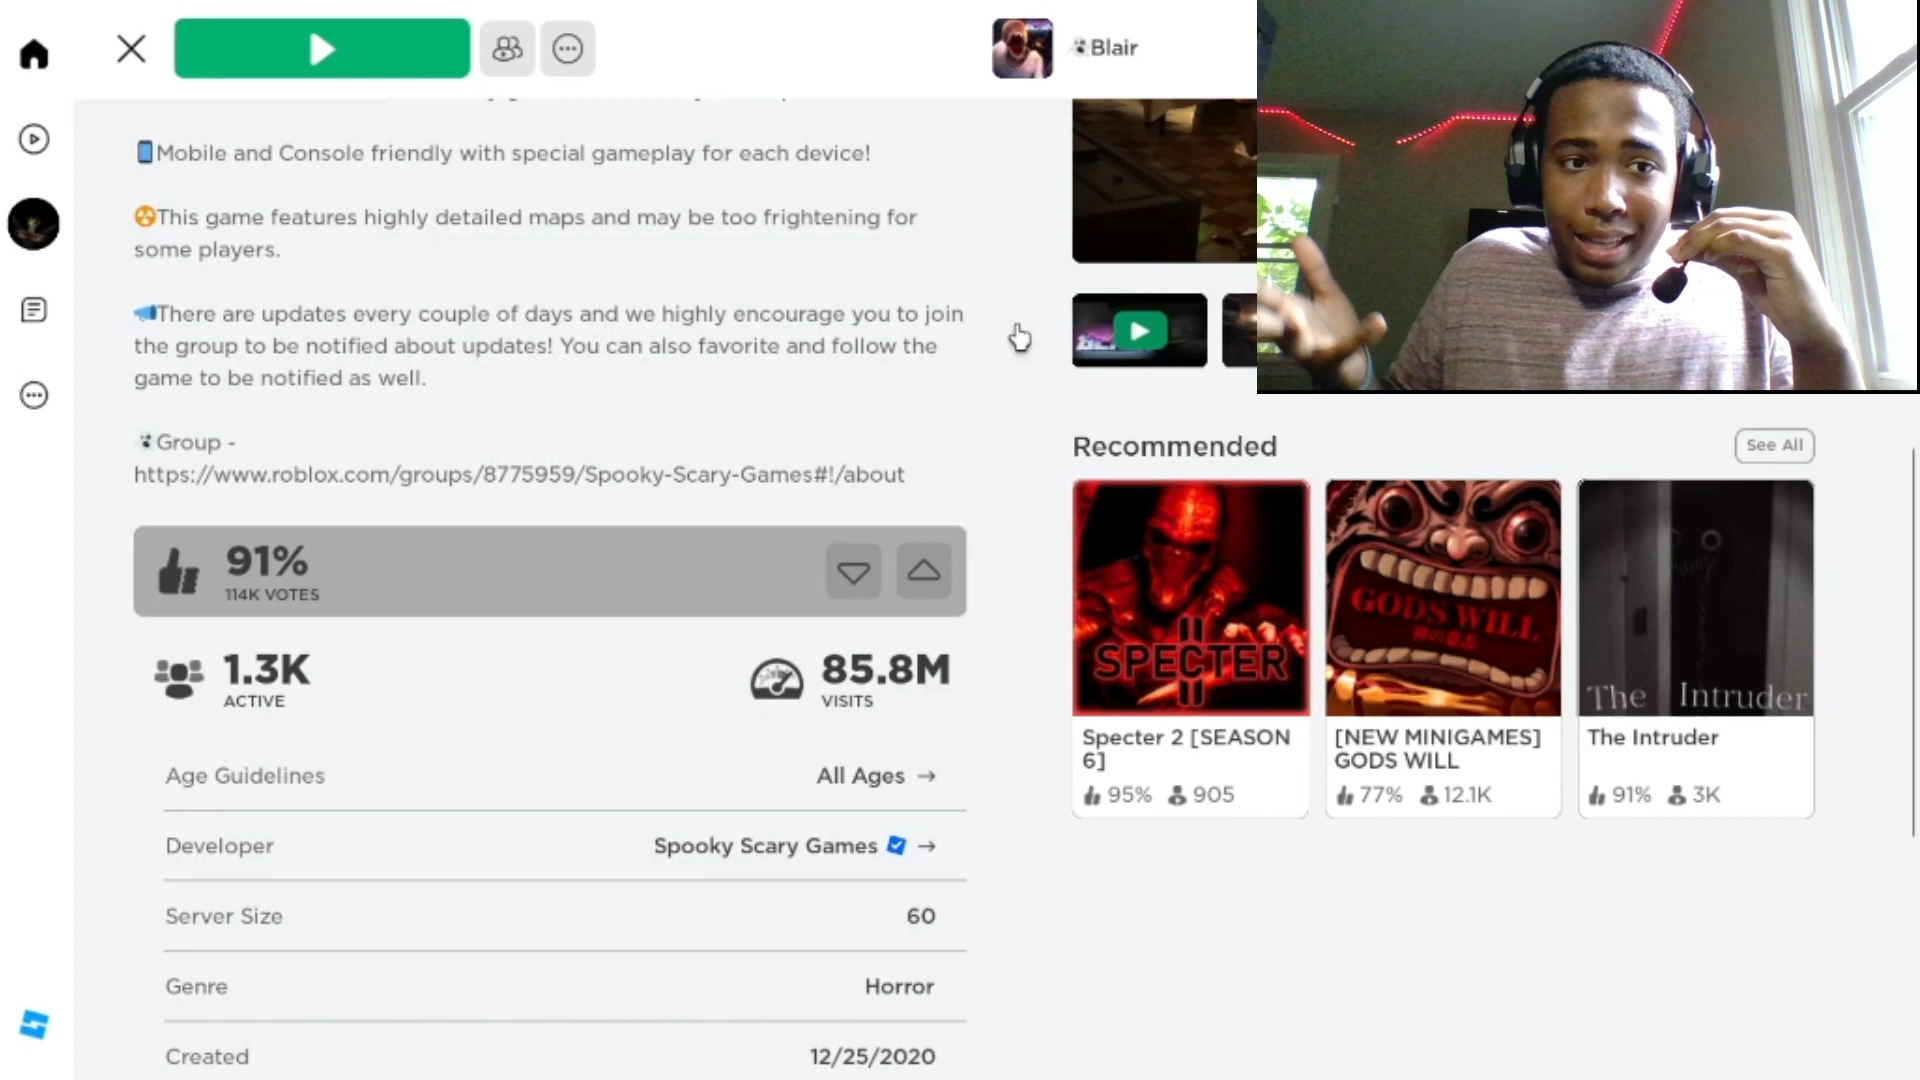 Blair
Mobile and Console friendly with special gameplay for each device!
This game features highly detailed maps and may be too frightening for
some players.
There are updates every couple of days and we highly encourage you to join
the group to be notified about updates! You can also favorite and follow the
game to be notified as well.
Group -
https://www.roblox.com/groups/8775959/Spooky-Scary-Games#!/about
91%
114K VOTES
1.3K
ACTIVE
85.8M
VISITS
Age Guidelines
All Ages →
Developer
Spooky Scary Games →
Server Size
60
Genre
Horror
Created
12/25/2020
Recommended
See All
SPECTER
II
Specter 2 [SEASON
6]
95% 905
GODS WILL
[NEW MINIGAMES]
GODS WILL
77% 12.1K
The Intruder
The Intruder
91% 3K